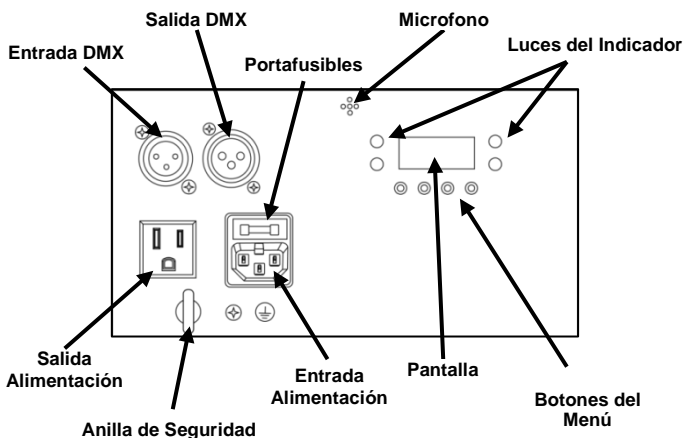 Salida DMX
Microfono
Entrada DMX
Luces del Indicador
Portafusibles
Salida
Alimentación
Entrada
Alimentación
Pantalla
Botones del
Menú
Anilla de Seguridad